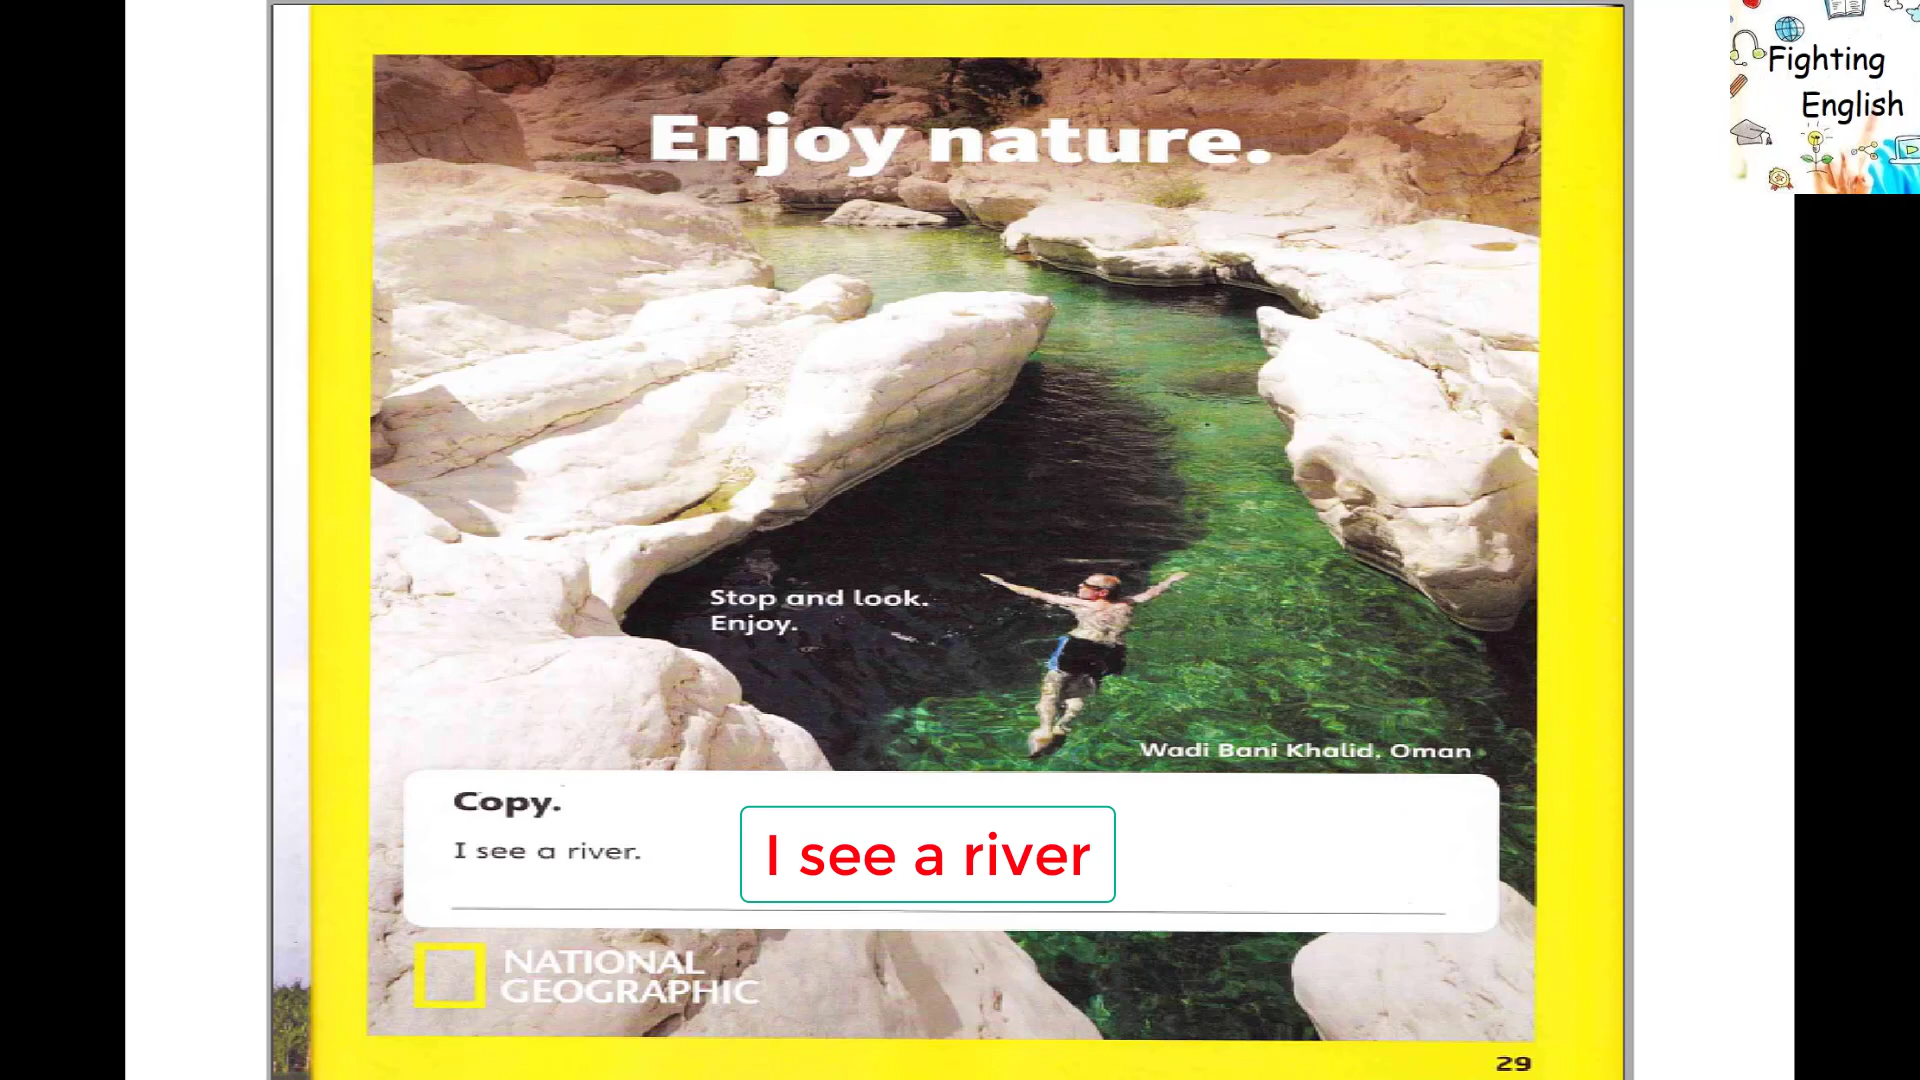 Fighting
English
Enjoy nature.
Stop and look.
Enjoy.
Wadi Bani Khalid, Oman
Copy.
I see a river.
I see a river
NATIONAL
GEOGRAPHIC
29